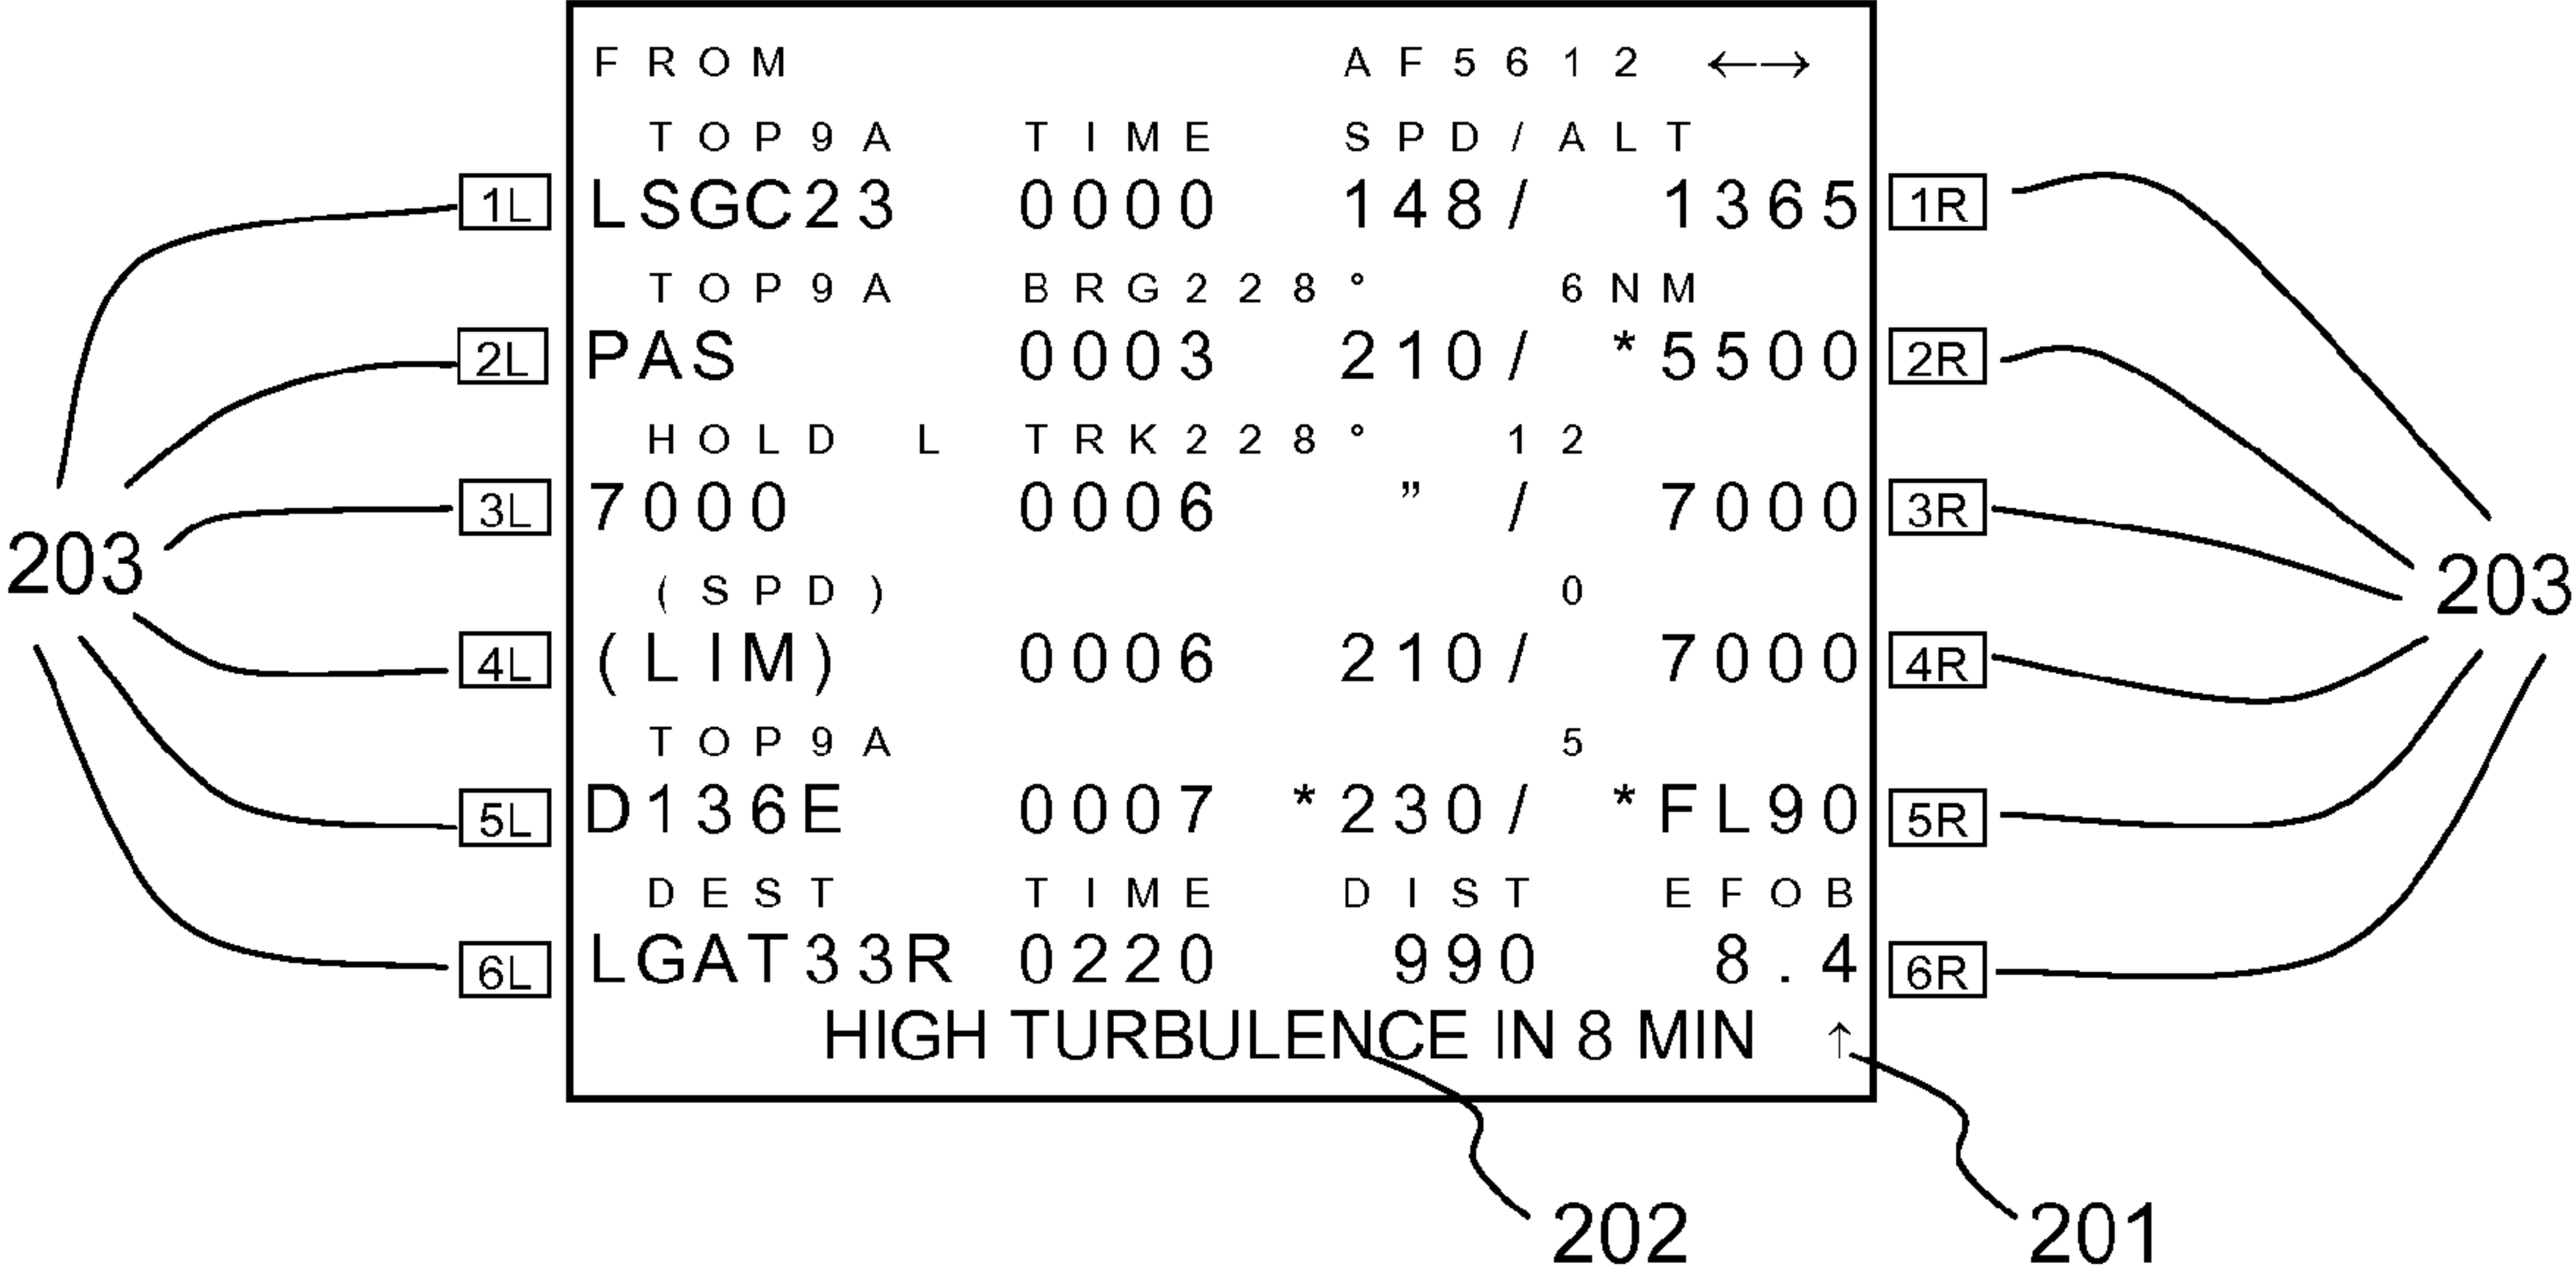 FROM AF5612 ←→
TOP9A TIME SPD/ALT
1L LSGC23 0000 148/ 1365 1R
TOP9A BRG228° 6NM
2L PAS 0003 210/ *5500 2R
HOLD L TRK228° 12
3L 7000 0006 ” / 7000 3R
203 (SPD) 0 203
4L (LIM) 0006 210/ 7000 4R
TOP9A 5
5L D136E 0007 *230/ *FL90 5R
DEST TIME DIST EFOB
6L LGAT33R 0220 990 8.4 6R
HIGH TURBULENCE IN 8 MIN ↑
202 201